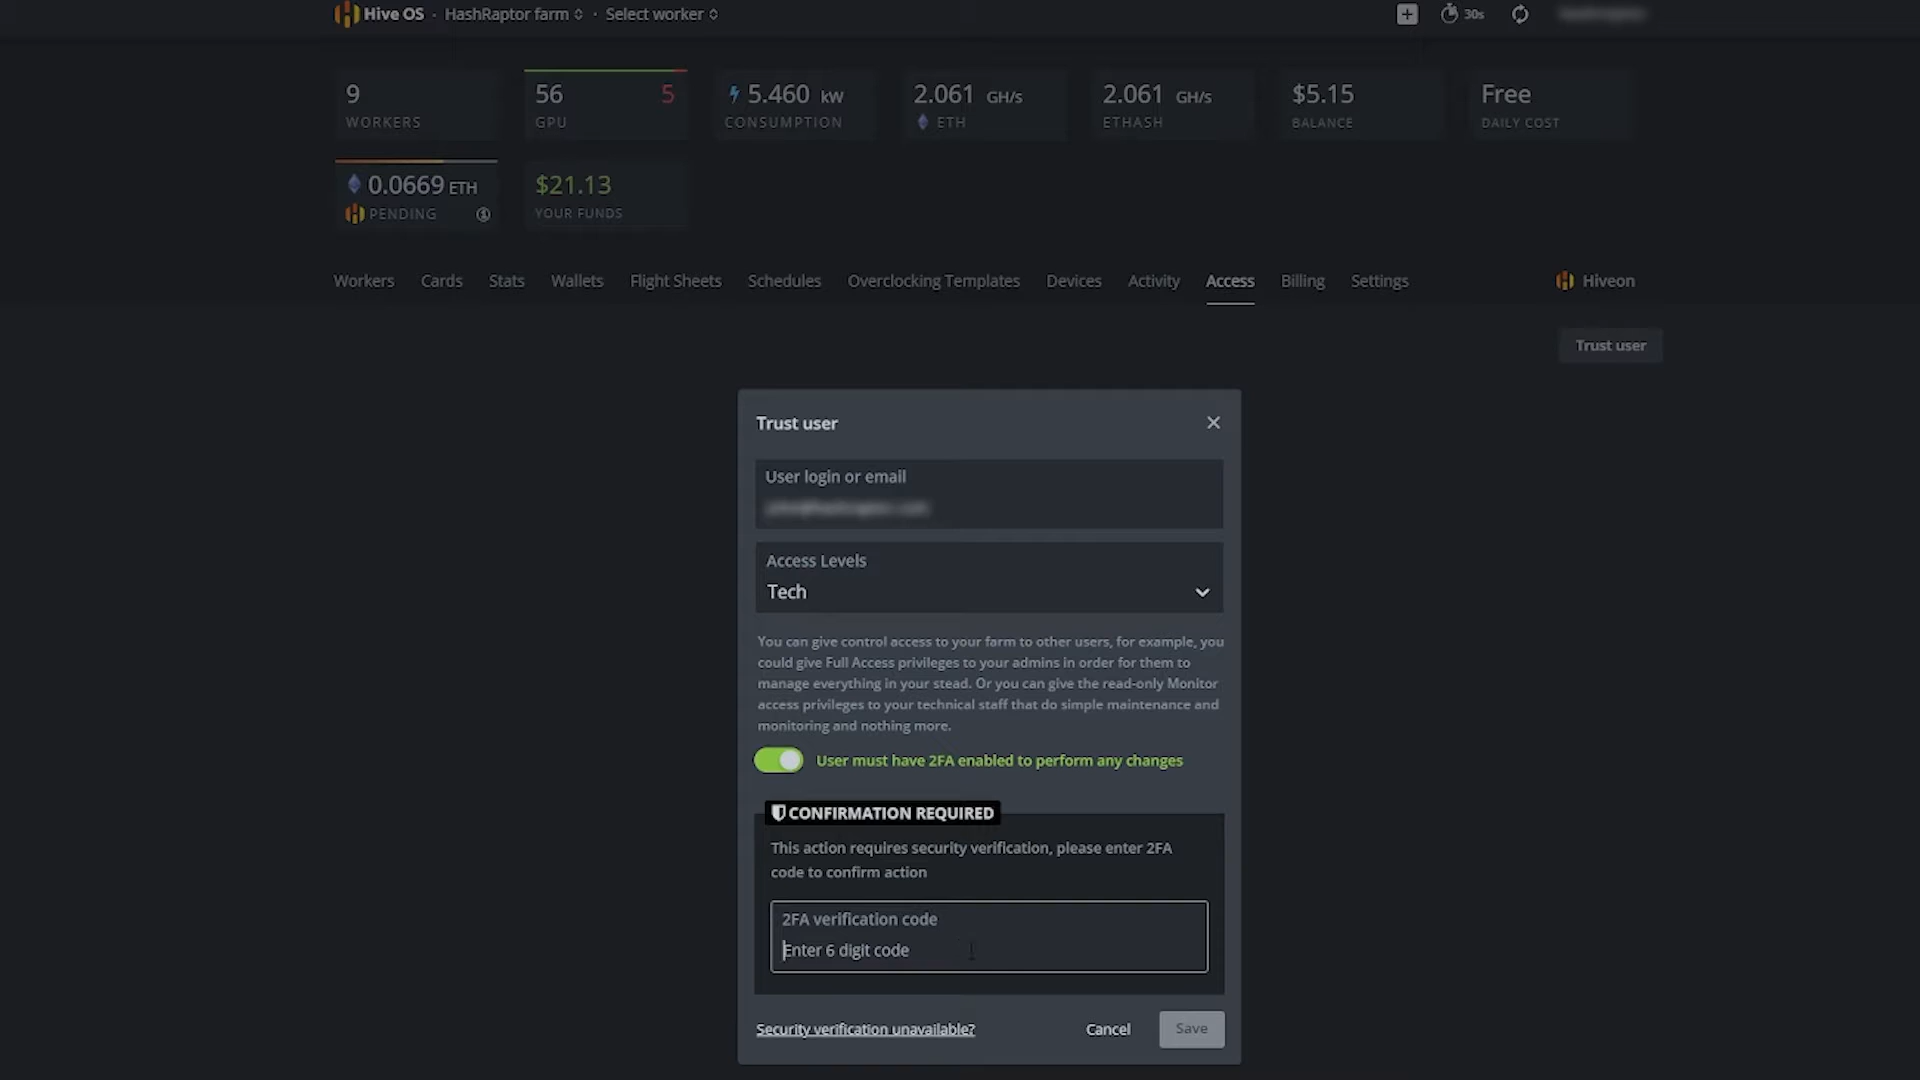 Hive OS · HashRaptor farm · Select worker
30s
9
WORKERS
56 5
GPU
5.460 kW
CONSUMPTION
2.061 GH/s
ETH
2.061 GH/s
ETHASH
$5.15
BALANCE
Free
DAILY COST
0.0669 ETH
PENDING
$21.13
YOUR FUNDS
Workers Cards Stats Wallets Flight Sheets Schedules Overclocking Templates Devices Activity Access Billing Settings Hiveon
Trust user
Trust user
User login or email
Access Levels
Tech
You can give control access to your farm to other users, for example, you
could give Full Access privileges to your admins in order for them to
manage everything in your stead. Or you can give the read-only Monitor
access privileges to your technical staff that do simple maintenance and
monitoring and nothing more.
User must have 2FA enabled to perform any changes
CONFIRMATION REQUIRED
This action requires security verification, please enter 2FA
code to confirm action
2FA verification code
Enter 6 digit code
Security verification unavailable? Cancel Save